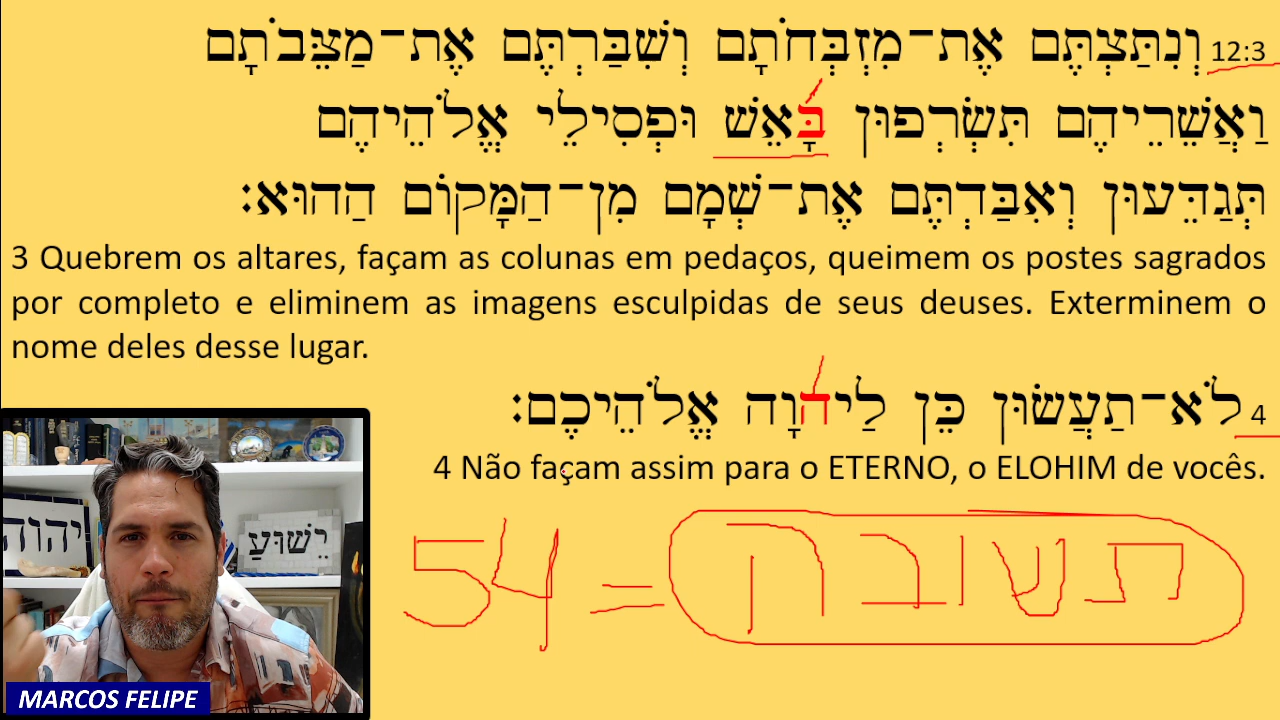 12:3 וְנִתַּצְתֶּם אֶת־מִזְבְּחֹתָם וְשִׁבַּרְתֶּם אֶת־מַצֵּבֹתָם
וַאֲשֵׁרֵיהֶם תִּשְׂרְפוּן בָּאֵשׁ וּפְסִילֵי אֱלֹהֵיהֶם
תְּגַדֵּעוּן וְאִבַּדְתֶּם אֶת־שְׁמָם מִן־הַמָּקוֹם הַהוּא׃
3 Quebrem os altares, façam as colunas em pedaços, queimem os postes sagrados
por completo e eliminem as imagens esculpidas de seus deuses. Exterminem o
nome deles desse lugar.
4 לֹא־תַעֲשׂוּן כֵּן לַיהוָה אֱלֹהֵיכֶם׃
4 Não façam assim para o ETERNO, o ELOHIM de vocês.
54 = תשובה
יהוה
יֵשׁוּעַ
MARCOS FELIPE